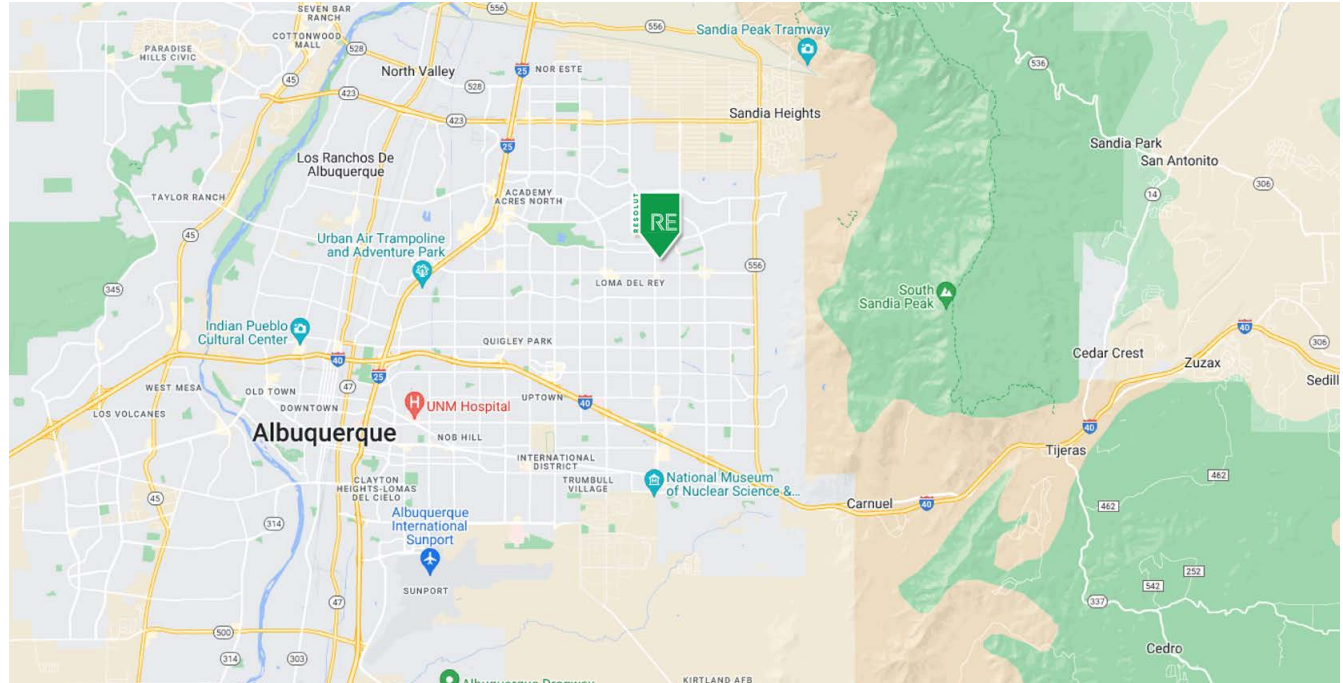 SEVEN BAR
RANCH
556
556
Sandia Peak Tramway
COTTONWOOD
MALL
528
PARADISE
HILLS CIVIC
North Valley
25
NOR ESTE
536
45
528
423
423
Sandia Heights
25
Sandia Park
San Antonito
Los Ranchos De
Albuquerque
306
14
TAYLOR RANCH
ACADEMY
ACRES NORTH
RESOLUT
RE
45
Urban Air Trampoline
and Adventure Park
556
LOMA DEL REY
345
South
Sandia Peak
Indian Pueblo
Cultural Center
40
QUIGLEY PARK
306
40
Cedar Crest
Zuzax
25
47
Sedill
WEST MESA
OLD TOWN
UPTOWN
40
LOS VOLCANES
DOWNTOWN
H
UNM Hospital
40
Albuquerque
NOB HILL
Tijeras
INTERNATIONAL
DISTRICT
462
CLAYTON
HEIGHTS-LOMAS
DEL CIELO
TRUMBULL
VILLAGE
National Museum
of Nuclear Science &...
45
Carnuel
40
462
314
Albuquerque
International
Sunport
252
542
SUNPORT
47
337
500
Cedro
314
303
Albuquerque Dragway
KIRTLAND AFB